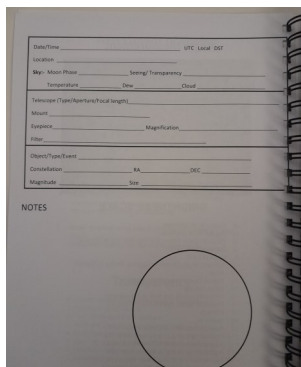 Date/Time UTC Local DST
Location
Sky:- Moon Phase Seeing/ Transparency
Temperature Dew Cloud
Telescope (Type/Aperture/Focal length)
Mount
Eyepiece Magnification
Filter
Object/Type/Event
Constellation RA DEC
Magnitude Size
NOTES